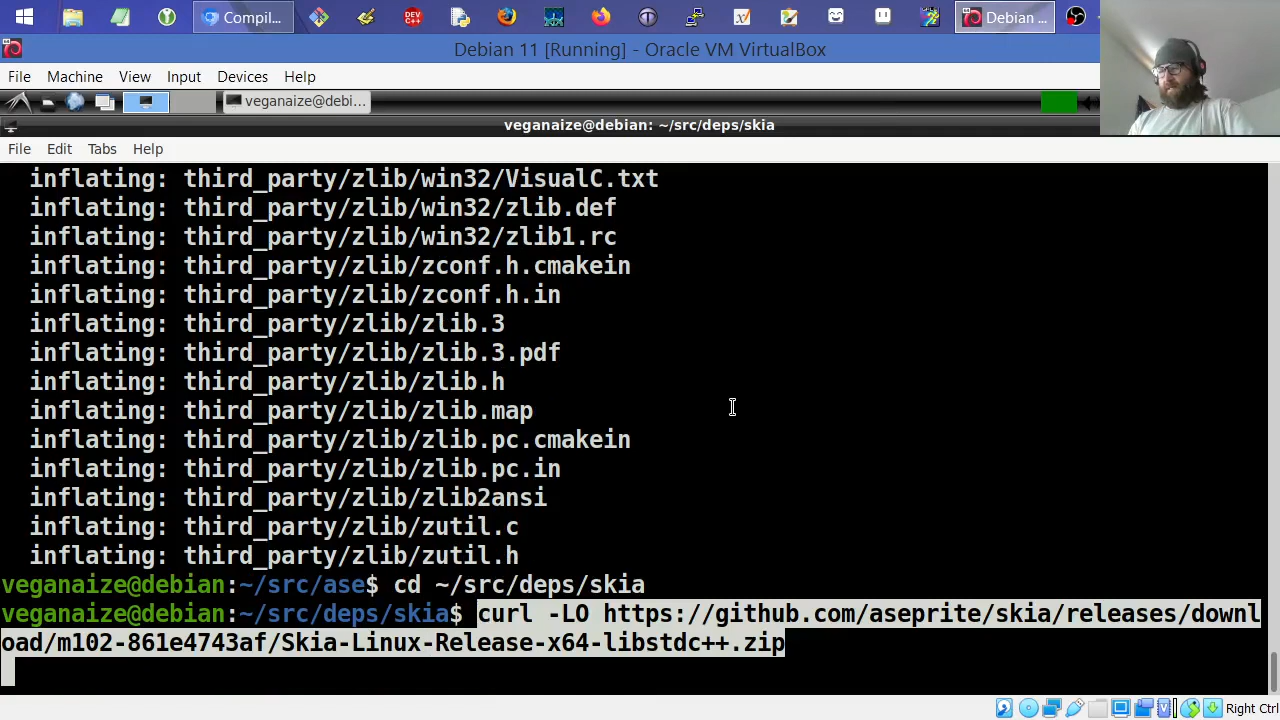 Compil...
Debian ...
Debian 11 [Running] - Oracle VM VirtualBox
File Machine View Input Devices Help
veganaize@debi...
veganaize@debian: ~/src/deps/skia
File Edit Tabs Help
inflating: third_party/zlib/win32/VisualC.txt
inflating: third_party/zlib/win32/zlib.def
inflating: third_party/zlib/win32/zlib1.rc
inflating: third_party/zlib/zconf.h.cmakein
inflating: third_party/zlib/zconf.h.in
inflating: third_party/zlib/zlib.3
inflating: third_party/zlib/zlib.3.pdf
inflating: third_party/zlib/zlib.h
inflating: third_party/zlib/zlib.map
inflating: third_party/zlib/zlib.pc.cmakein
inflating: third_party/zlib/zlib.pc.in
inflating: third_party/zlib/zlib2ansi
inflating: third_party/zlib/zutil.c
inflating: third_party/zlib/zutil.h
veganaize@debian:~/src/ase$ cd ~/src/deps/skia
veganaize@debian:~/src/deps/skia$ curl -LO https://github.com/aseprite/skia/releases/downl
oad/m102-861e4743af/Skia-Linux-Release-x64-libstdc++.zip
Right Ctrl